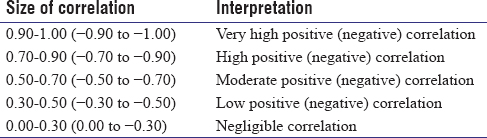 Size of correlation Interpretation
0.90-1.00 (−0.90 to −1.00) Very high positive (negative) correlation
0.70-0.90 (−0.70 to −0.90) High positive (negative) correlation
0.50-0.70 (−0.50 to −0.70) Moderate positive (negative) correlation
0.30-0.50 (−0.30 to −0.50) Low positive (negative) correlation
0.00-0.30 (0.00 to −0.30) Negligible correlation